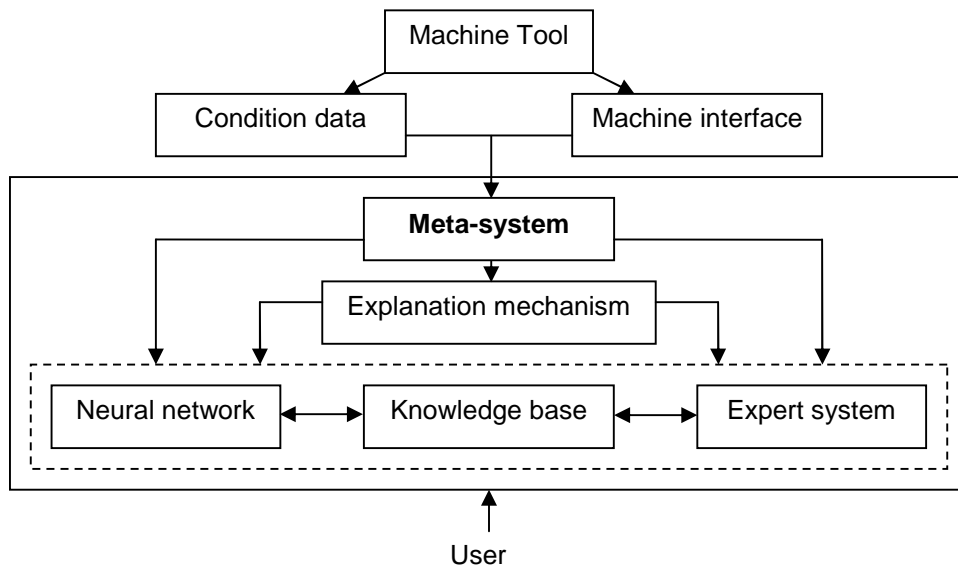 Machine Tool
Condition data
Machine interface
Meta-system
Explanation mechanism
Neural network
Knowledge base
Expert system
User